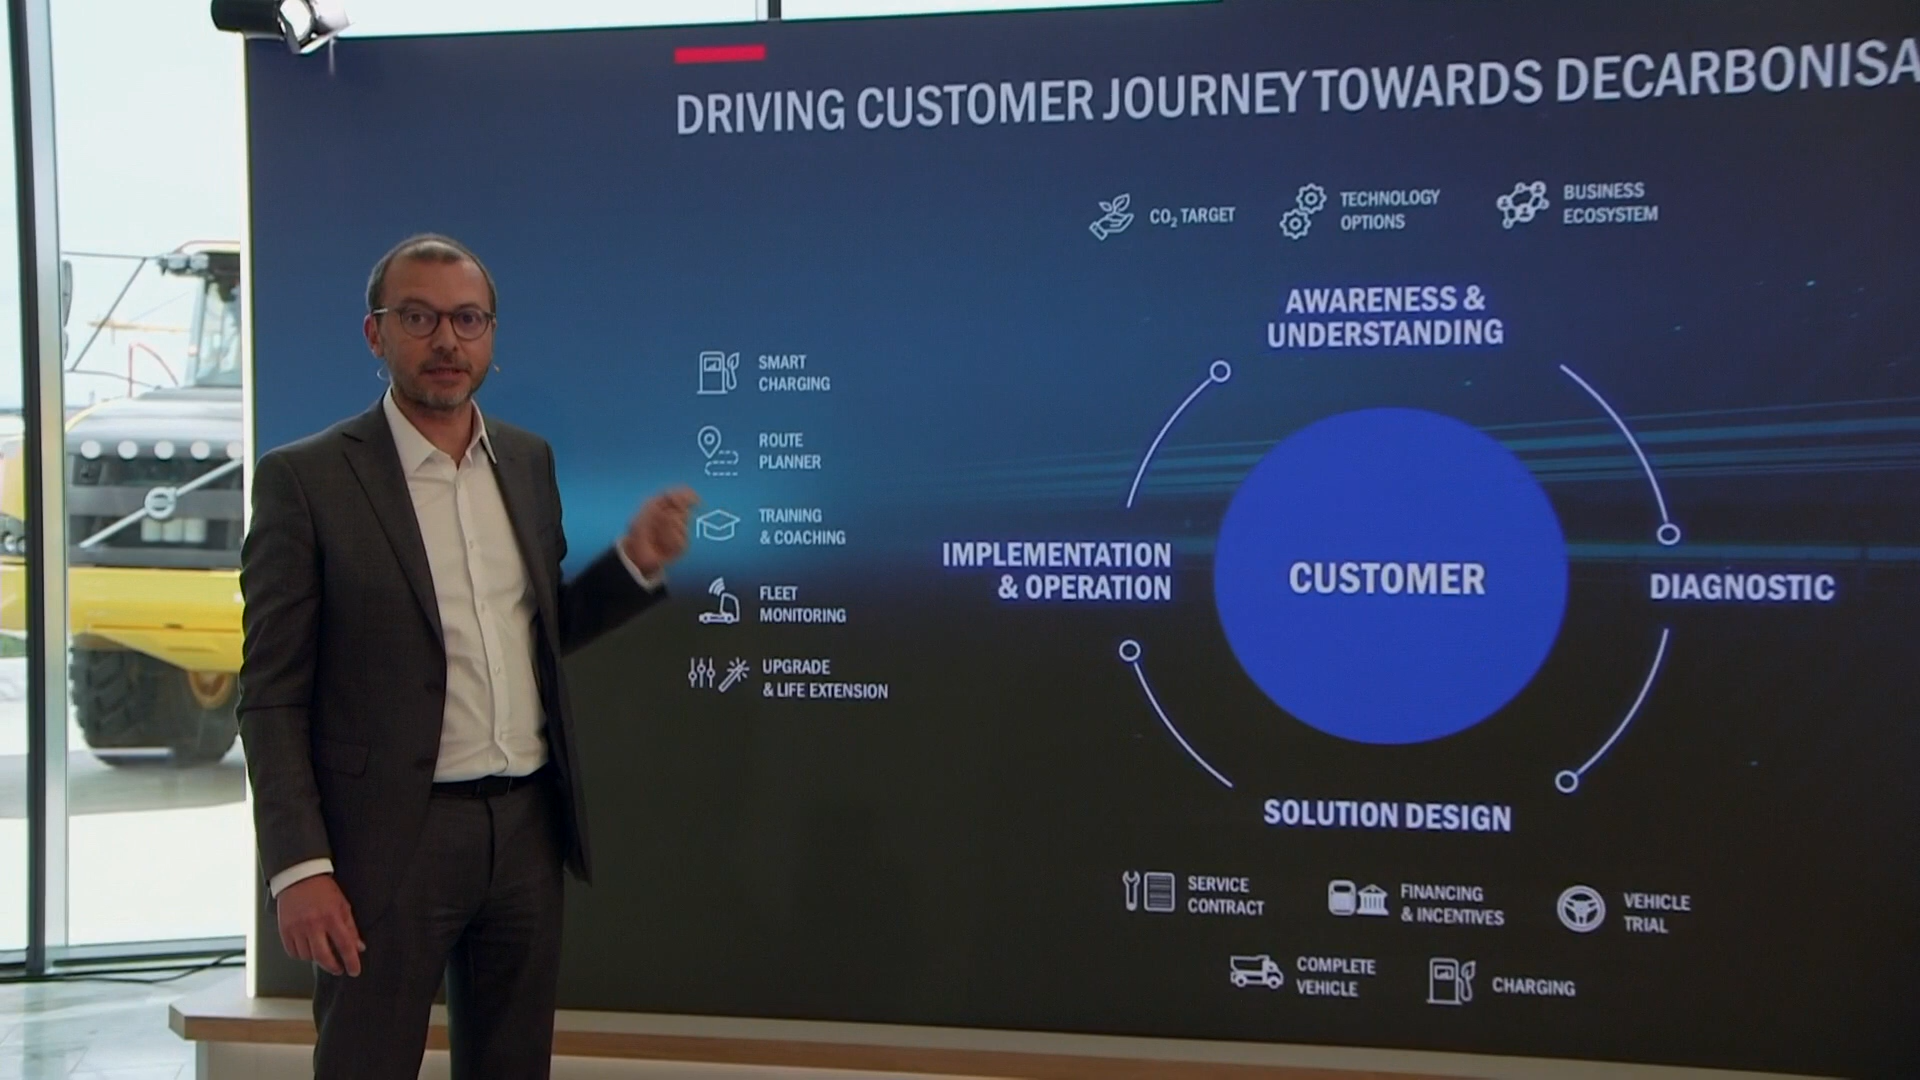 DRIVING CUSTOMER JOURNEY TOWARDS DECARBONISA
CO₂ TARGET
TECHNOLOGY
OPTIONS
BUSINESS
ECOSYSTEM
AWARENESS &
UNDERSTANDING
SMART
CHARGING
ROUTE
PLANNER
TRAINING
& COACHING
FLEET
MONITORING
UPGRADE
& LIFE EXTENSION
IMPLEMENTATION
& OPERATION
CUSTOMER
DIAGNOSTIC
SOLUTION DESIGN
SERVICE
CONTRACT
FINANCING
& INCENTIVES
VEHICLE
TRIAL
COMPLETE
VEHICLE
CHARGING